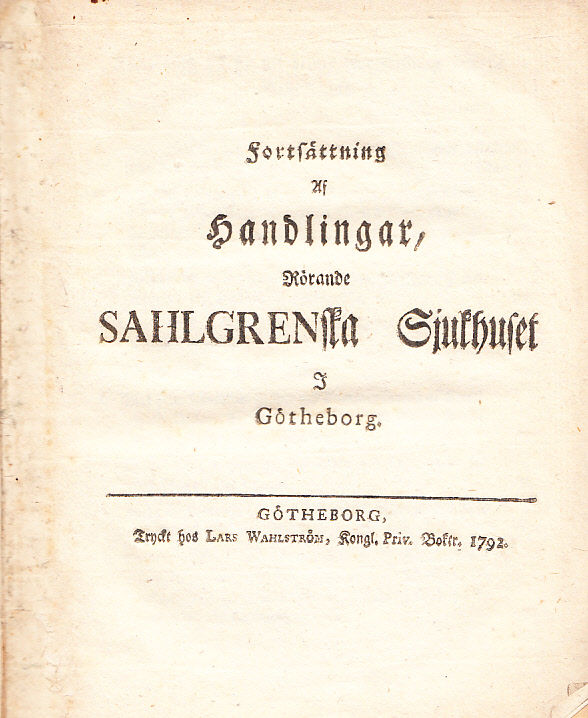 Fortsättning
Af
Handlingar,
Rörande
SAHLGRENska Sjukhuset
I
Götheborg.
GÖTHEBORG,
Tryckt hos LARS WAHLSTRÖM, Kongl. Priv. Boktr. 1792.